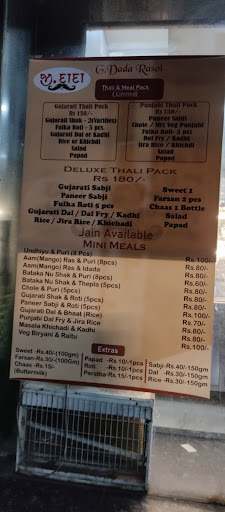 જી. દાદા
G.Dada Rasoi
Thali & Meal Pack
(Limited)
Gujarati Thali Pack
Rs 130/-
Gujarati Shak - 2(Varities)
Fulka Roti - 5 pcs
Gujarati Dal or Kadhi
Rice or Khichdi
Salad
Papad
Punjabi Thali Pack
Rs 150/-
Paneer Sabji
Chole / Mix Veg Punjabi
Fulka Roti - 5 pcs
Dal Fry / Kadhi
Jira Rice / Khichdi
Salad
Papad
DELUXE THALI PACK
Rs 180/-
Gujarati Sabji
Paneer Sabji
Fulka Roti 5 pcs
Gujarati Dal / Dal Fry / Kadhi
Rice / Jira Rice / Khichadi
Sweet 1
Farsan 2 pcs
Chaas 1 Bottle
Salad
Papad
Jain Available
MINI MEALS
Undhiyu & Puri (8 Pcs) Rs.100/-
Aam(Mango) Ras & Puri (8pcs) Rs.80/-
Aam(Mango) Ras & Idada Rs.80/-
Bataka Nu Shak & Puri (8pcs) Rs.80/-
Bataka Nu Shak & Thepla (5pcs) Rs.80/-
Chole & Puri (5pcs) Rs.80/-
Gujarati Shak & Roti (5pcs) Rs.80/-
Paneer Sabji & Roti (5pcs) Rs.100/-
Gujarati Dal & Bhaat (Rice) Rs.70/-
Punjabi Dal Fry & Jira Rice Rs.80/-
Masala Khichadi & Kadhi Rs.80/-
Veg Biryani & Raitu Rs.100/-
Extras
Sweet -Rs.40/-(100gm) Papad -Rs.10/-1pcs Sabji-Rs.40/-150gm
Farsan-Rs.30/-(100Gm) Roti -Rs.10/-1pcs Dal -Rs.30/-150gm
Chaas-Rs.15/- Paratha-Rs.15/-1pcs Rice -Rs.30/-150gm
(Buttermilk)